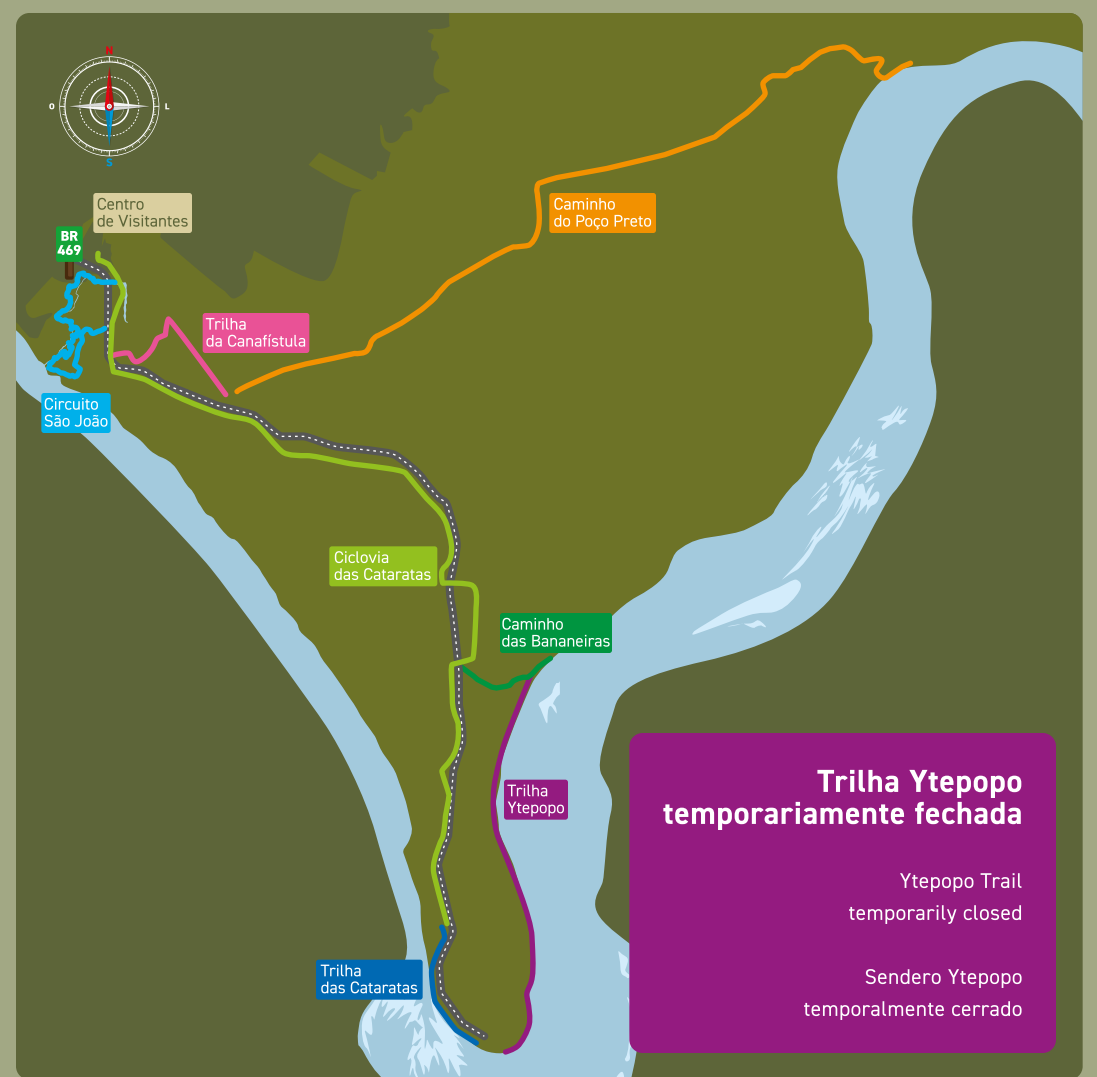 N
O
L
S
Centro
de Visitantes
BR
469
Caminho
do Poço Preto
Trilha
da Canafístula
Circuito
São João
Ciclovia
das Cataratas
Caminho
das Bananeiras
Trilha
Ytepopo
Trilha
das Cataratas
Trilha Ytepopo
temporariamente fechada
Ytepopo Trail
temporarily closed
Sendero Ytepopo
temporalmente cerrado